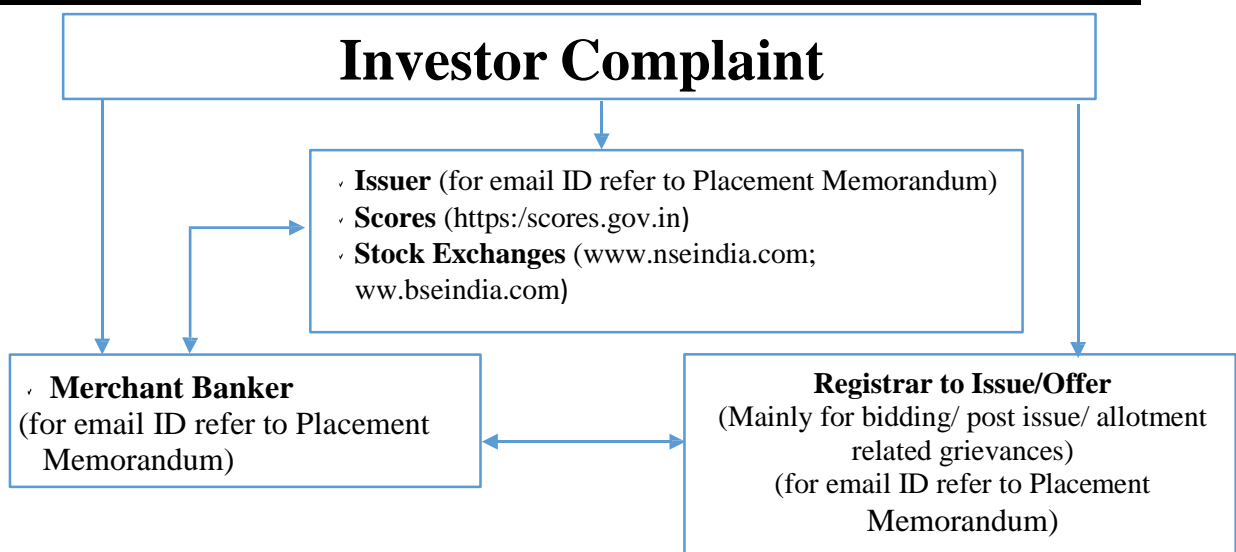 Investor Complaint
✓ Issuer (for email ID refer to Placement Memorandum)
✓ Scores (https:/scores.gov.in)
✓ Stock Exchanges (www.nseindia.com;
ww.bseindia.com)
✓ Merchant Banker
(for email ID refer to Placement
Memorandum)
Registrar to Issue/Offer
(Mainly for bidding/ post issue/ allotment
related grievances)
(for email ID refer to Placement
Memorandum)